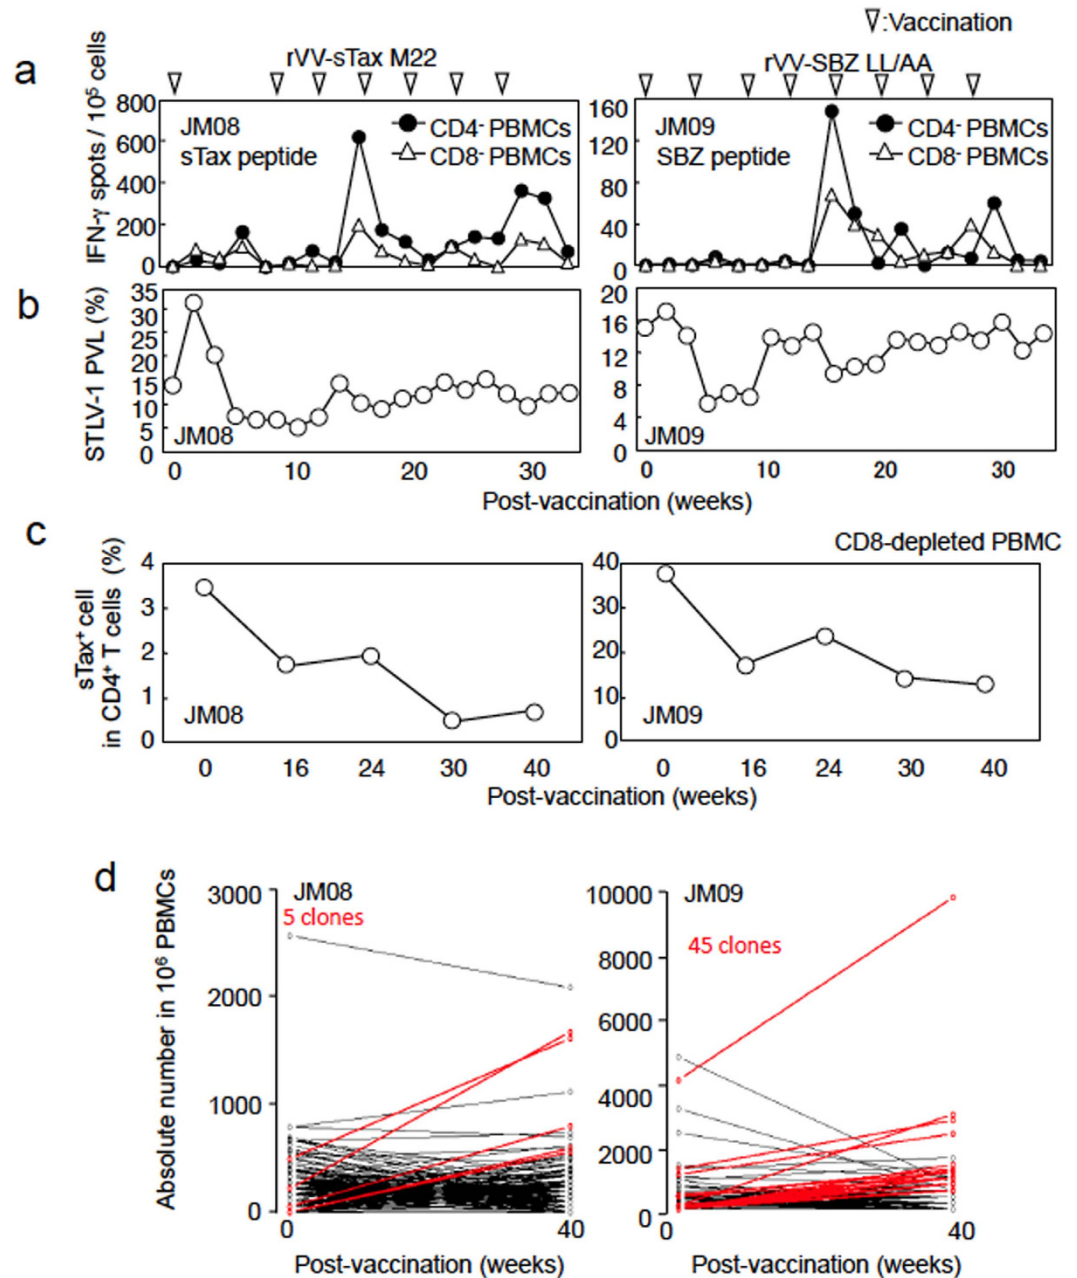 ▽:Vaccination
a
rVV-sTax M22
rVV-SBZ LL/AA
IFN-γ spots / 10⁵ cells
800
600
400
200
0
JM08
sTax peptide
CD4⁻ PBMCs
CD8⁻ PBMCs
160
120
80
40
0
JM09
SBZ peptide
CD4⁻ PBMCs
CD8⁻ PBMCs
b
STLV-1 PVL (%)
35
30
25
20
15
10
5
0
JM08
0 10 20 30
20
16
12
8
4
0
JM09
0 10 20 30
Post-vaccination (weeks)
c
CD8-depleted PBMC
sTax⁺ cell
in CD4⁺ T cells (%)
4
3
2
1
0
JM08
0 16 24 30 40
40
30
20
10
0
JM09
0 16 24 30 40
Post-vaccination (weeks)
d
Absolute number in 10⁶ PBMCs
3000
2000
1000
0
JM08
5 clones
0 40
Post-vaccination (weeks)
10000
8000
6000
4000
2000
0
JM09
45 clones
0 40
Post-vaccination (weeks)